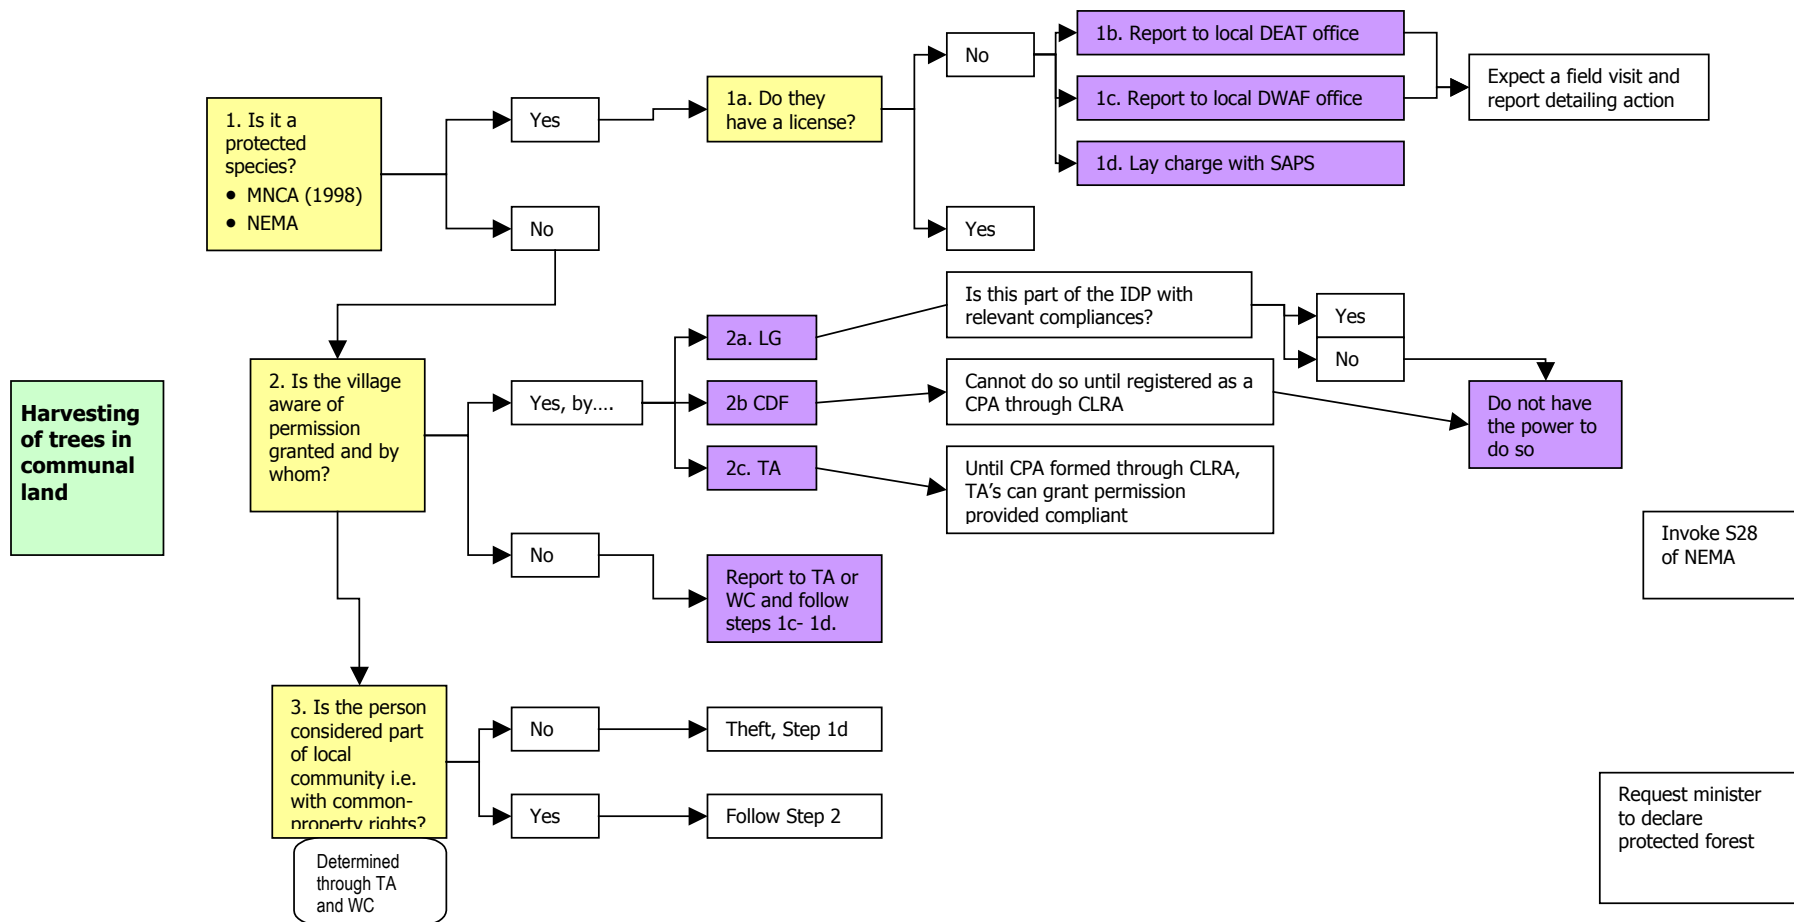 1. Is it a
protected
species?
• MNCA (1998)
• NEMA
Yes
No
1a. Do they
have a license?
No
Yes
1b. Report to local DEAT office
1c. Report to local DWAF office
1d. Lay charge with SAPS
Expect a field visit and
report detailing action
Harvesting
of trees in
communal
land
2. Is the village
aware of
permission
granted and by
whom?
Yes, by....
No
2a. LG
2b CDF
2c. TA
Report to TA or
WC and follow
steps 1c- 1d.
Is this part of the IDP with
relevant compliances?
Yes
No
Cannot do so until registered as a
CPA through CLRA
Until CPA formed through CLRA,
TA’s can grant permission
provided compliant
Do not have
the power to
do so
Invoke S28
of NEMA
3. Is the person
considered part
of local
community i.e.
with common-
property rights?
Determined
through TA
and WC
No
Theft, Step 1d
Yes
Follow Step 2
Request minister
to declare
protected forest